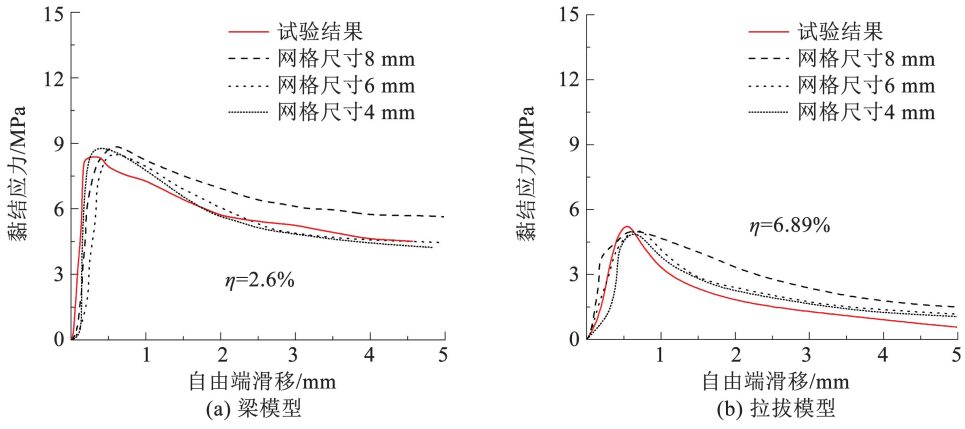 15
12
9
6
3
0
黏结应力/MPa
试验结果
网格尺寸8 mm
网格尺寸6 mm
网格尺寸4 mm
η=2.6%
1 2 3 4 5
自由端滑移/mm
(a) 梁模型
15
12
9
6
3
0
黏结应力/MPa
试验结果
网格尺寸8 mm
网格尺寸6 mm
网格尺寸4 mm
η=6.89%
1 2 3 4 5
自由端滑移/mm
(b) 拉拔模型